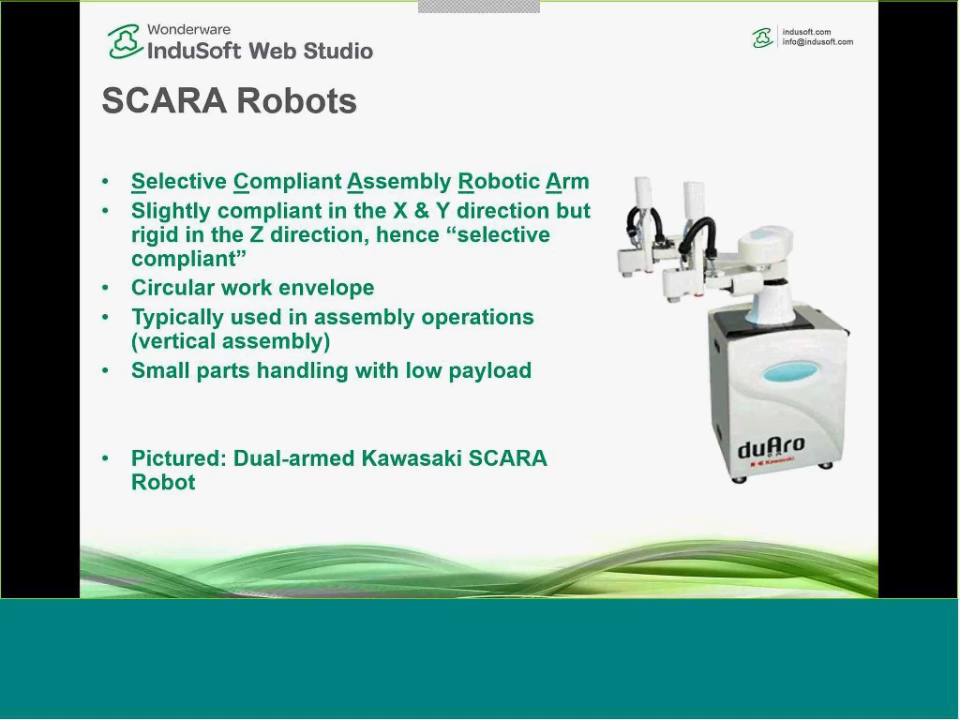 Wonderware
InduSoft Web Studio
indusoft.com
info@indusoft.com
SCARA Robots
• Selective Compliant Assembly Robotic Arm
• Slightly compliant in the X & Y direction but
rigid in the Z direction, hence “selective
compliant”
• Circular work envelope
• Typically used in assembly operations
(vertical assembly)
• Small parts handling with low payload
• Pictured: Dual-armed Kawasaki SCARA
Robot
duAro
Kawasaki